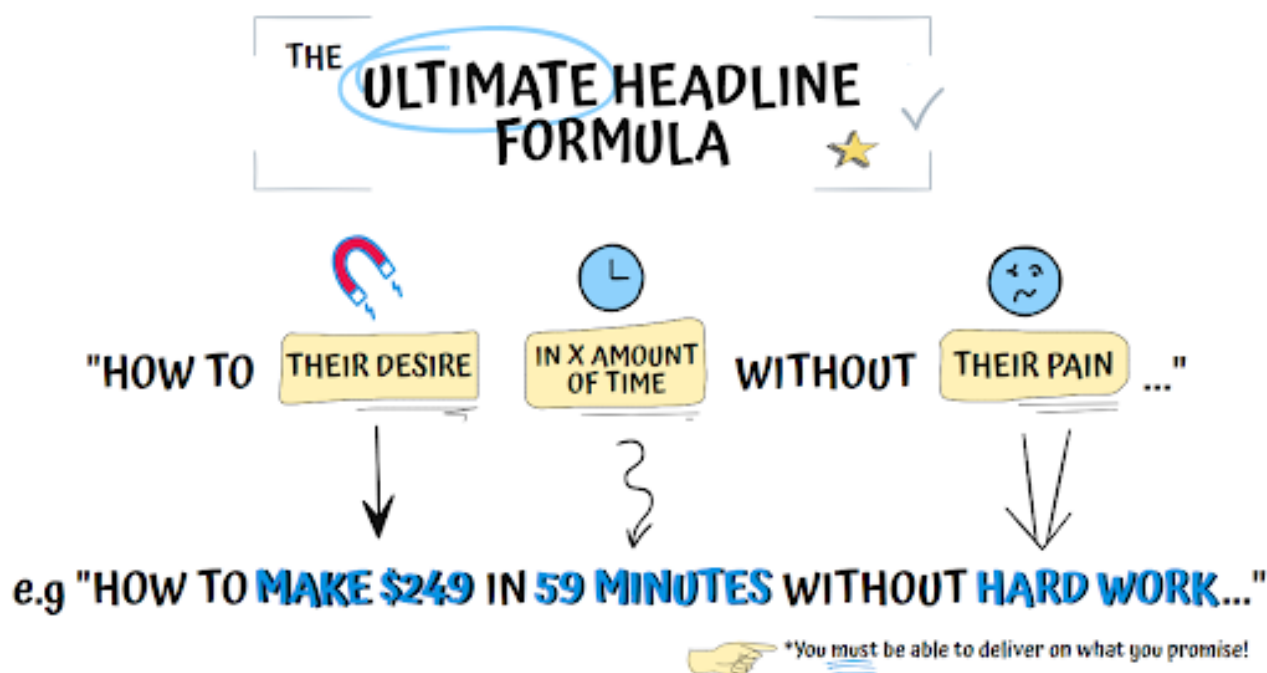 THE
ULTIMATE HEADLINE
FORMULA
"HOW TO THEIR DESIRE IN X AMOUNT OF TIME WITHOUT THEIR PAIN ..."
e.g "HOW TO MAKE $249 IN 59 MINUTES WITHOUT HARD WORK..."
*You must be able to deliver on what you promise!